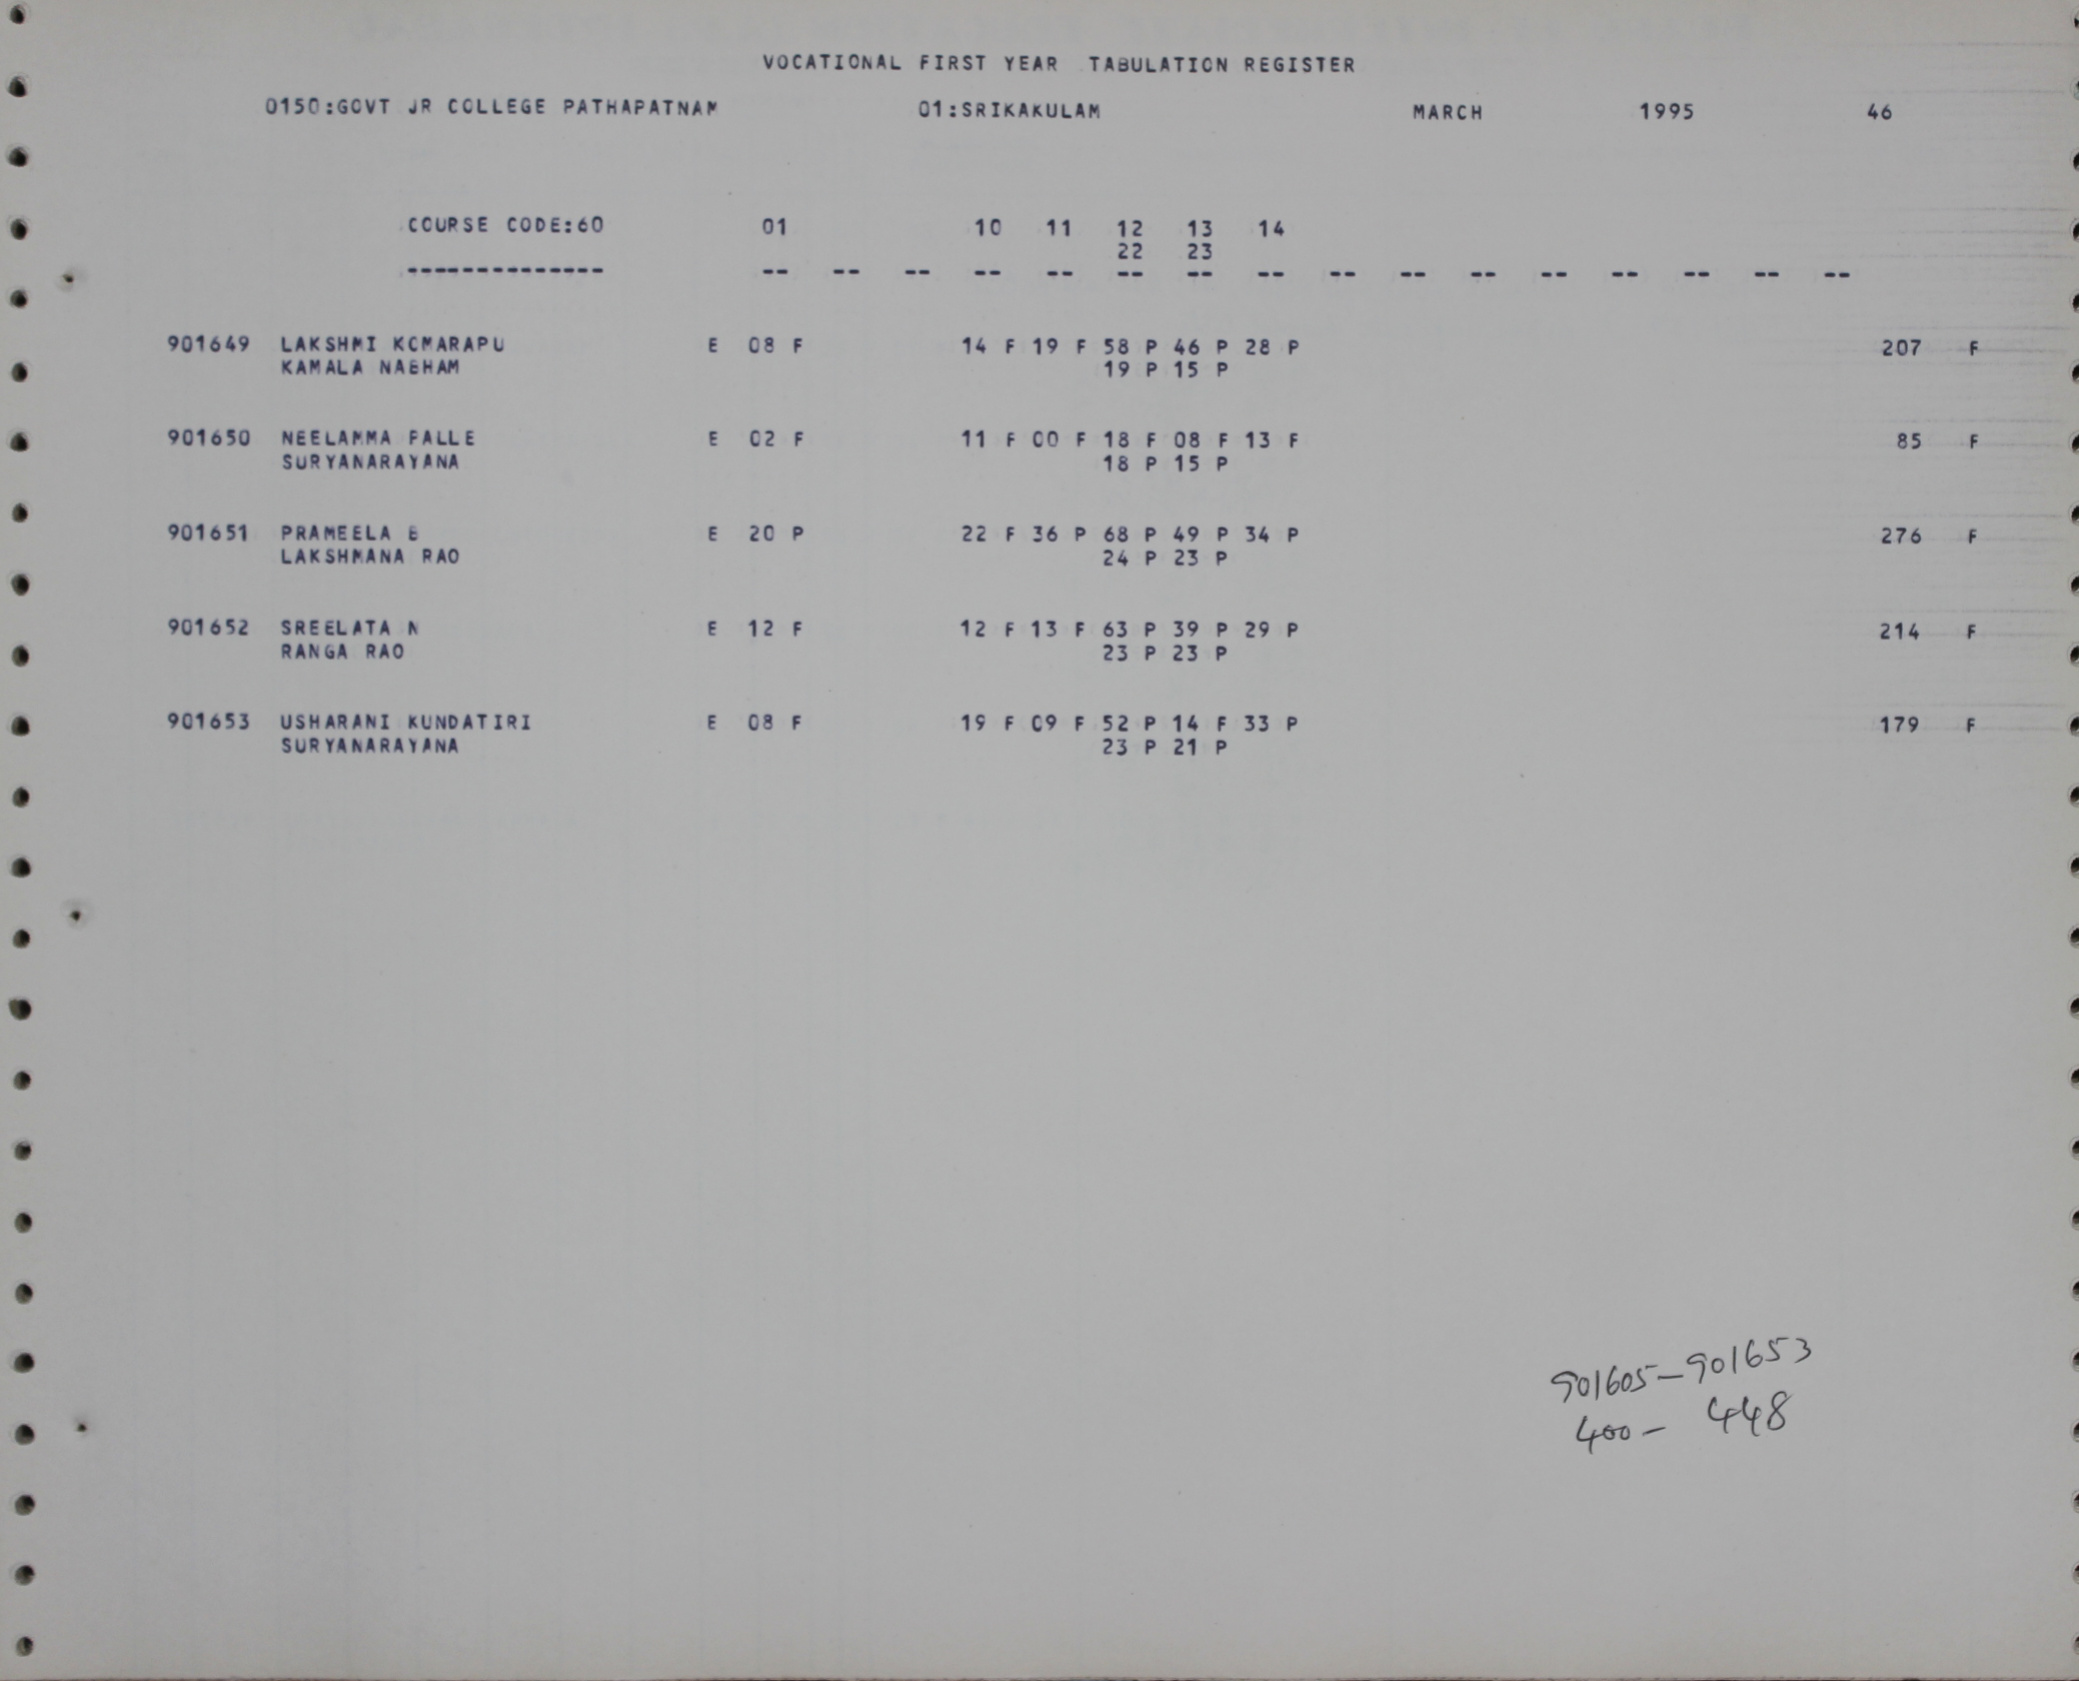 VOCATIONAL FIRST YEAR TABULATION REGISTER
0150:GOVT JR COLLEGE PATHAPATNAM 01:SRIKAKULAM MARCH 1995 46
COURSE CODE:60 01 10 11 12 13 14
22 23
-------------- -- -- -- -- -- -- -- -- -- -- -- -- -- -- -- --
901649 LAKSHMI KOMARAPU E 08 F 14 F 19 F 58 P 46 P 28 P 207 F
KAMALA NABHAM 19 P 15 P
901650 NEELAMMA PALLE E 02 F 11 F 00 F 18 F 08 F 13 F 85 F
SURYANARAYANA 18 P 15 P
901651 PRAMEELA B E 20 P 22 F 36 P 68 P 49 P 34 P 276 F
LAKSHMANA RAO 24 P 23 P
901652 SREELATA N E 12 F 12 F 13 F 63 P 39 P 29 P 214 F
RANGA RAO 23 P 23 P
901653 USHARANI KUNDATIRI E 08 F 19 F 09 F 52 P 14 F 33 P 179 F
SURYANARAYANA 23 P 21 P
901605-901653
400- 448